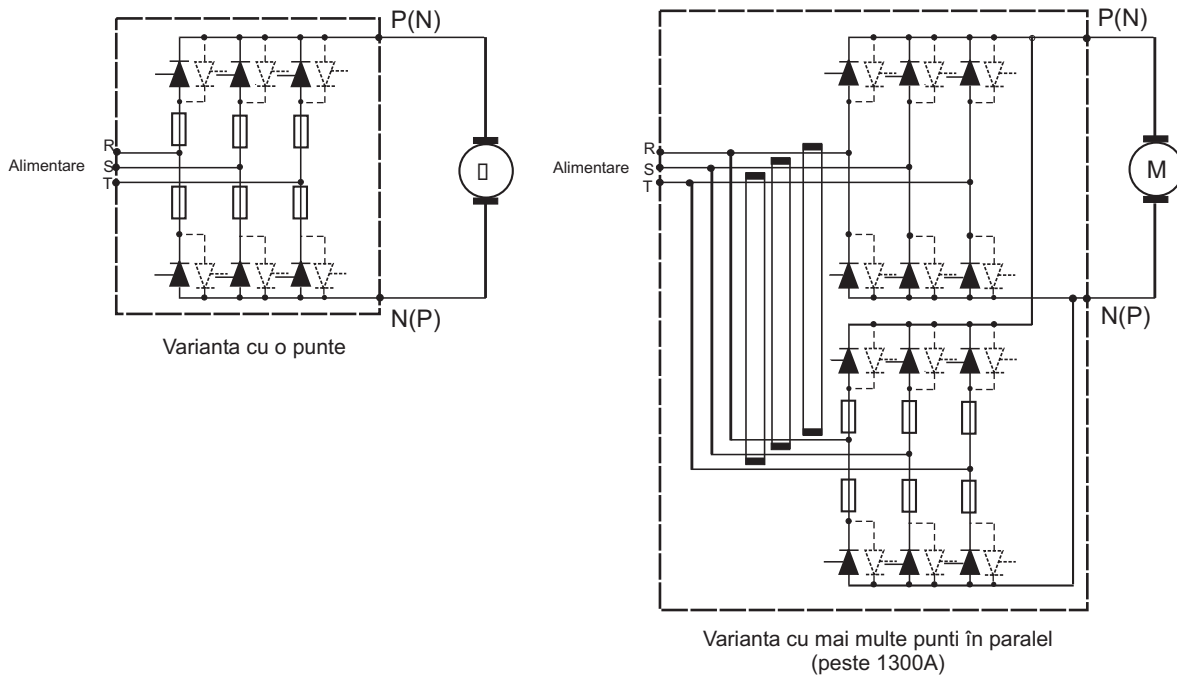 P(N)
R
Alimentare
S
T
N(P)
Varianta cu o punte
P(N)
R
Alimentare
S
T
M
N(P)
Varianta cu mai multe punti în paralel
(peste 1300A)